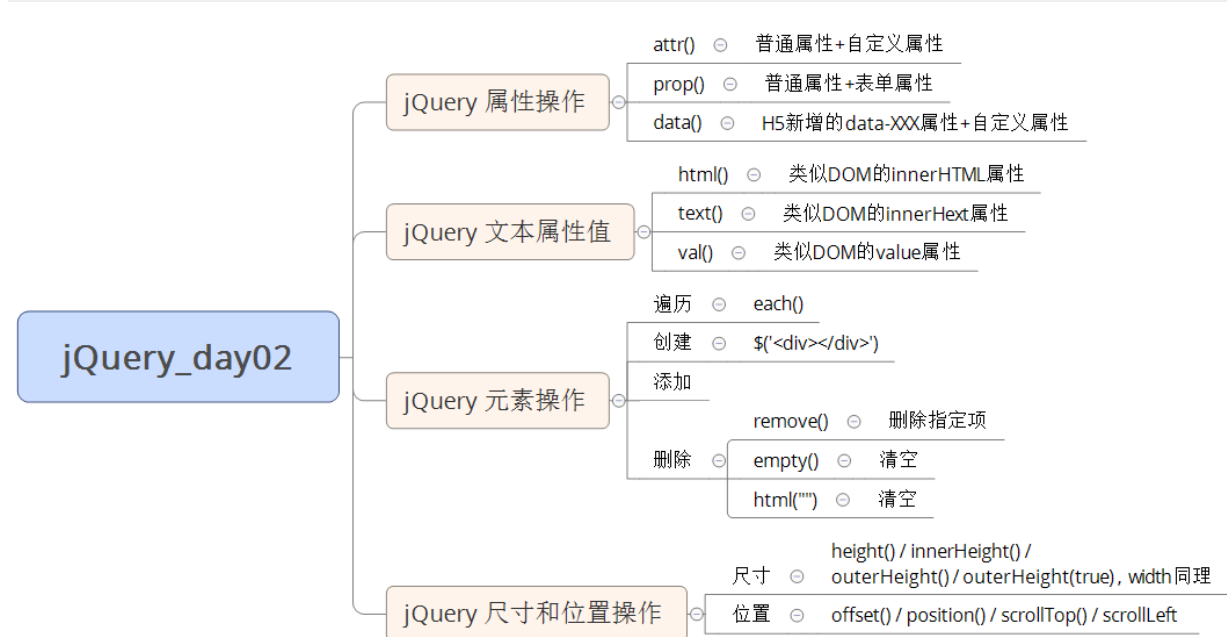 jQuery_day02
jQuery 属性操作
attr() 普通属性+自定义属性
prop() 普通属性+表单属性
data() H5新增的data-XXX属性+自定义属性
jQuery 文本属性值
html() 类似DOM的innerHTML属性
text() 类似DOM的innerHext属性
val() 类似DOM的value属性
jQuery 元素操作
遍历 each()
创建 $('<div></div>')
添加
删除
remove() 删除指定项
empty() 清空
html("") 清空
jQuery 尺寸和位置操作
尺寸
height() / innerHeight() /
outerHeight() / outerHeight(true) , width同理
位置 offset() / position() / scrollTop() / scrollLeft